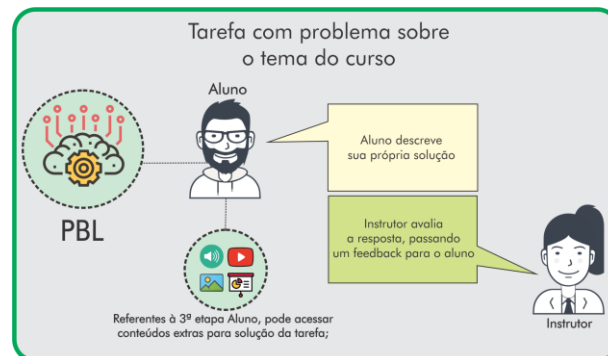 Tarefa com problema sobre
o tema do curso
Aluno
PBL
Aluno descreve
sua própria solução
Instrutor avalia
a resposta, passando
um feedback para o aluno
Referentes à 3ª etapa Aluno, pode acessar
conteúdos extras para solução da tarefa;
Instrutor